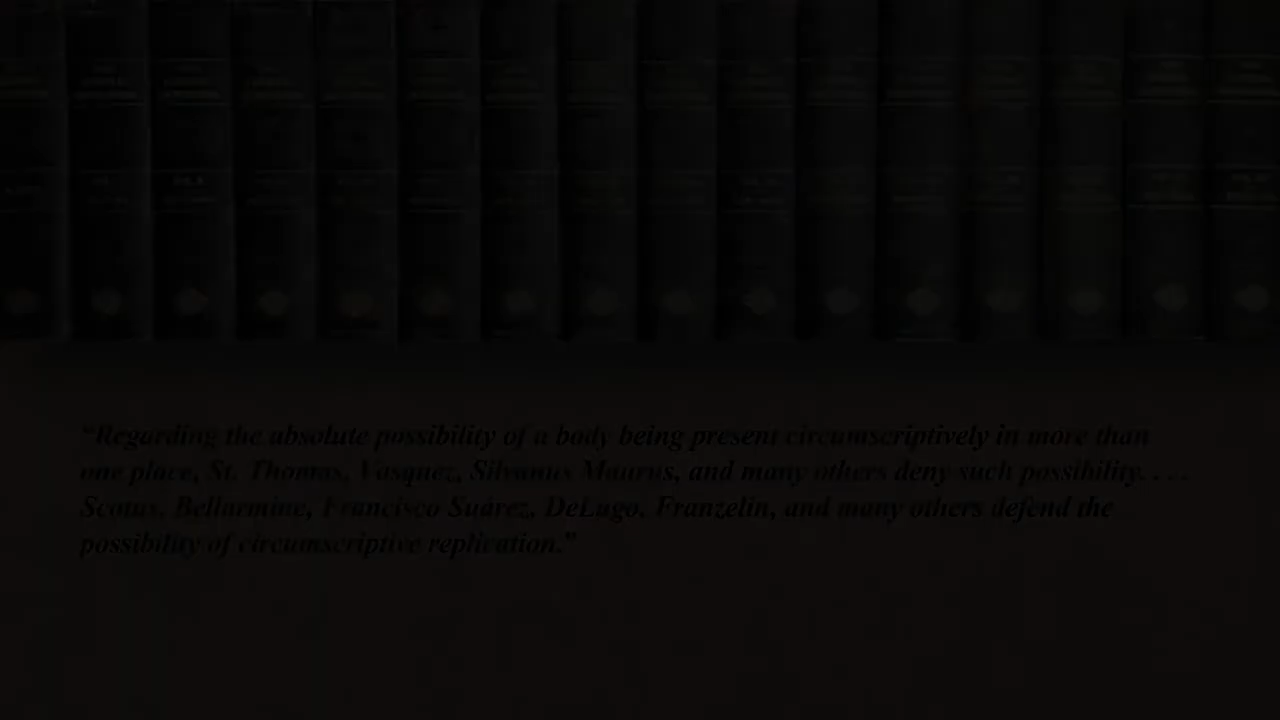 “Regarding the absolute possibility of a body being present circumscriptively in more than
one place, St. Thomas, Vasquez, Silvanus Maurus, and many others deny such possibility. . . .
Scotus, Bellarmine, Francisco Suárez, DeLugo, Franzelin, and many others defend the
possibility of circumscriptive replication.”